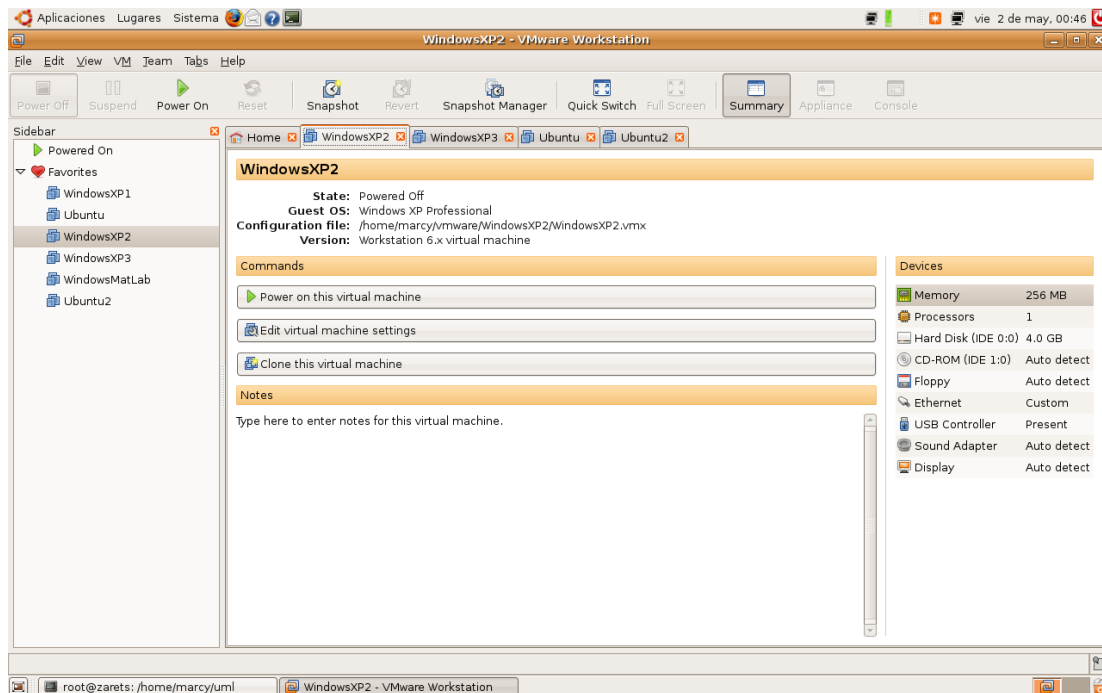 Aplicaciones Lugares Sistema vie 2 de may, 00:46
WindowsXP2 - VMware Workstation
File Edit View VM Team Tabs Help
Power Off Suspend Power On Reset Snapshot Revert Snapshot Manager Quick Switch Full Screen Summary Appliance Console
Sidebar
Powered On
Favorites
WindowsXP1
Ubuntu
WindowsXP2
WindowsXP3
WindowsMatLab
Ubuntu2
Home WindowsXP2 WindowsXP3 Ubuntu Ubuntu2
WindowsXP2
State: Powered Off
Guest OS: Windows XP Professional
Configuration file: /home/marcy/vmware/WindowsXP2/WindowsXP2.vmx
Version: Workstation 6.x virtual machine
Commands
Power on this virtual machine
Edit virtual machine settings
Clone this virtual machine
Notes
Type here to enter notes for this virtual machine.
Devices
Memory 256 MB
Processors 1
Hard Disk (IDE 0:0) 4.0 GB
CD-ROM (IDE 1:0) Auto detect
Floppy Auto detect
Ethernet Custom
USB Controller Present
Sound Adapter Auto detect
Display Auto detect
root@zarets: /home/marcy/uml WindowsXP2 - VMware Workstation